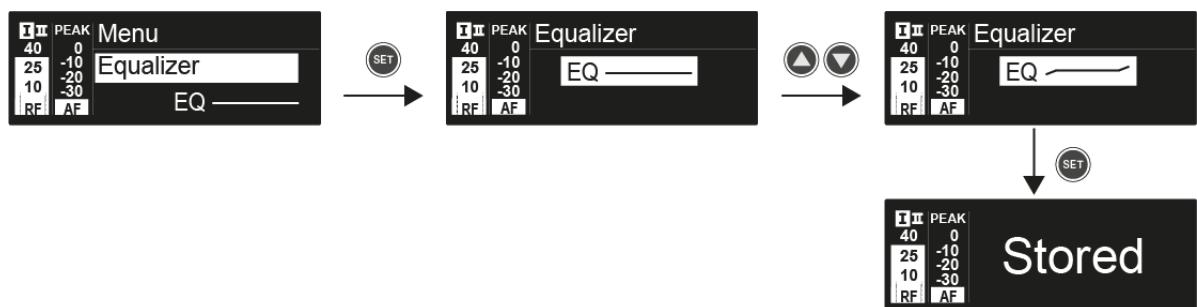 I II PEAK Menu
40 0
25 -10 Equalizer
-20
10 -30 EQ
RF AF
SET
I II PEAK Equalizer
40 0
25 -10 EQ
-20
10 -30
RF AF
I II PEAK Equalizer
40 0
25 -10 EQ
-20
10 -30
RF AF
SET
I II PEAK
40 0
25 -10 Stored
-20
10 -30
RF AF